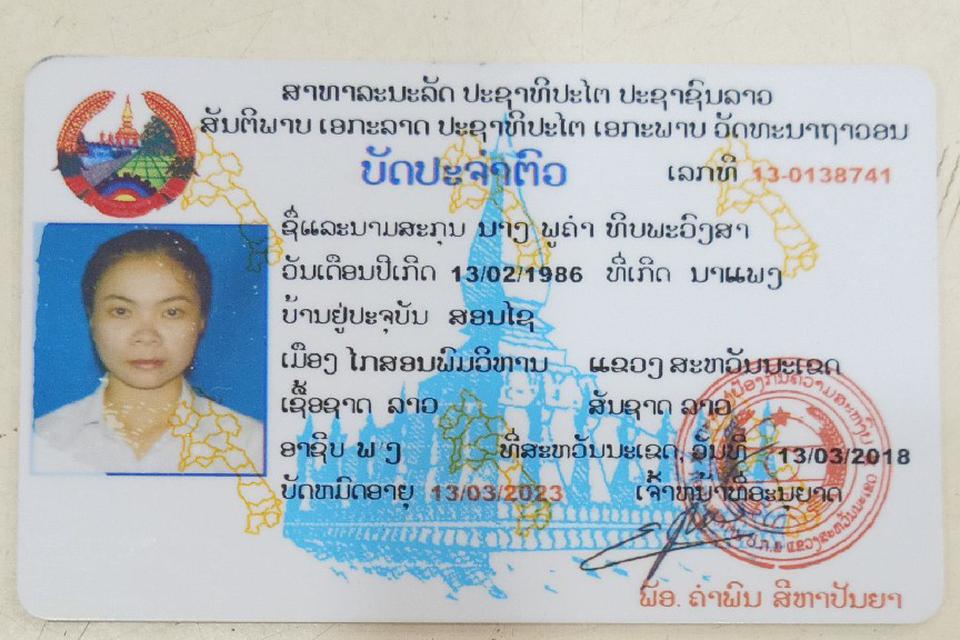 ສາທາລະນະລັດ ປະຊາທິປະໄຕ ປະຊາຊົນລາວ
ສັນຕິພາບ ເອກະລາດ ປະຊາທິປະໄຕ ເອກະພາບ ວັດທະນາຖາວອນ
ບັດປະຈຳຕົວ ເລກທີ 13-0138741
ຊື່ແລະນາມສະກຸນ ນາງ ພູຄຳ ທິບພະວົງສາ
ວັນເດືອນປີເກີດ 13/02/1986 ທີ່ເກີດ ນາແພງ
ບ້ານຢູ່ປະຈຸບັນ ສອນໄຊ
ເມືອງ ໄກສອນພົມວິຫານ ແຂວງ ສະຫວັນນະເຂດ
ເຊື້ອຊາດ ລາວ ສັນຊາດ ລາວ
ອາຊີບ ພ ງ ທີ່ສະຫວັນນະເຂດ, ວັນທີ 13/03/2018
ບັດຫມົດອາຍຸ 13/03/2023 ເຈົ້າຫນ້າທີ່ອະນຸຍາດ
ພັອ. ຄຳພົນ ສີຫາປັນຍາ